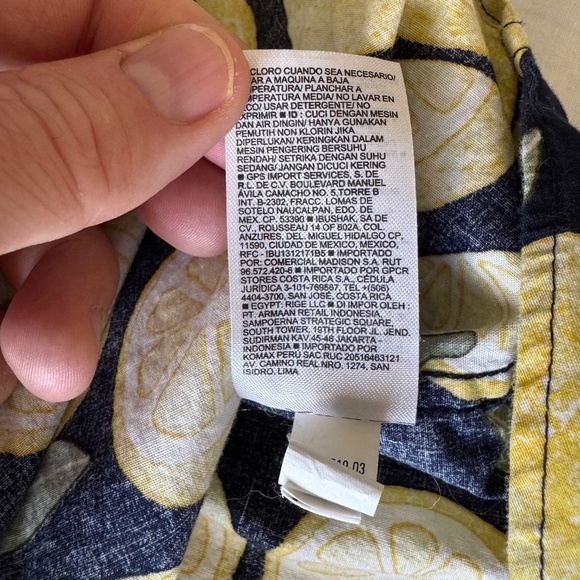 CLORO CUANDO SEA NECESARIO/
AR A MAQUINA A BAJA
PERATURA/ PLANCHAR A
MPERATURA MEDIA/ NO LAVAR EN
ECO/ USAR DETERGENTE/ NO
EXPRIMIR ■ ID : CUCI DENGAN MESIN
DAN AIR DINGIN/ HANYA GUNAKAN
PEMUTIH NON KLORIN JIKA
DIPERLUKAN/ KERINGKAN DALAM
MESIN PENGERING BERSUHU
RENDAH/ SETRIKA DENGAN SUHU
SEDANG/ JANGAN DICUCI KERING
■ GPS IMPORT SERVICES, S. DE
R.L. DE C.V. BOULEVARD MANUEL
ÁVILA CAMACHO NO. 5,TORRE B
INT. B-2302, FRACC. LOMAS DE
SOTELO NAUCALPAN, EDO. DE
MEX. CP. 53390 ■ IBUSHAK, SA DE
CV., ROUSSEAU 14 OF 802A, COL
ANZURES, DEL. MIGUEL HIDALGO CP,
11590, CIUDAD DE MEXICO, MEXICO,
RFC - IBU1312171B5 ■ IMPORTADO
POR: COMERCIAL MADISON S.A. RUT
96.572.420-6 ■ IMPORTADO POR GPCR
STORES COSTA RICA S.A., CÉDULA
JURÍDICA 3-101-769587, TEL+(506)
4404-3700, SAN JOSÉ, COSTA RICA
■ EGYPT: RIGE LLC ■ DI IMPOR OLEH :
PT. ARMAAN RETAIL INDONESIA
SAMPOERNA STRATEGIC SQUARE,
SOUTH TOWER, 19TH FLOOR JL. JEND.
SUDIRMAN KAV.45-46 JAKARTA -
INDONESIA ■ IMPORTADO POR
KOMAX PERÚ SAC RUC 20516463121
AV. CAMINO REAL NRO. 1274, SAN
ISIDRO, LIMA